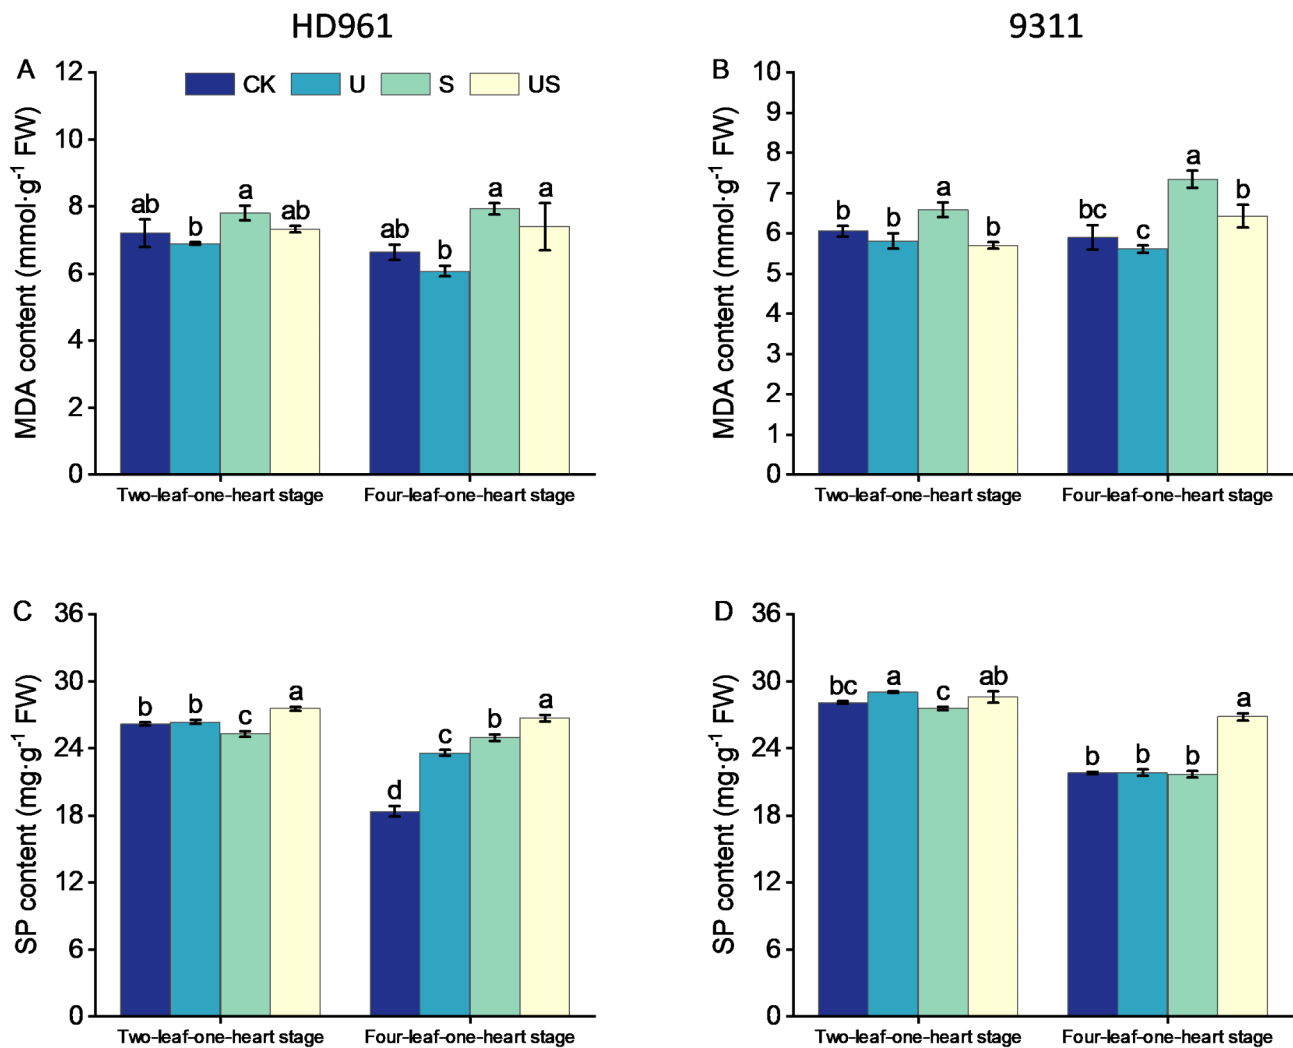 HD961
9311
A
MDA content (mmol·g⁻¹ FW)
12
10
8
6
4
2
0
CK
U
S
US
ab
b
a
ab
ab
b
a
a
Two-leaf-one-heart stage
Four-leaf-one-heart stage
B
MDA content (mmol·g⁻¹ FW)
10
9
8
7
6
5
4
3
2
1
0
b
b
a
b
bc
c
a
b
Two-leaf-one-heart stage
Four-leaf-one-heart stage
C
SP content (mg·g⁻¹ FW)
36
30
24
18
12
6
0
b
b
c
a
d
c
b
a
Two-leaf-one-heart stage
Four-leaf-one-heart stage
D
SP content (mg·g⁻¹ FW)
36
30
24
18
12
6
0
bc
a
c
ab
b
b
b
a
Two-leaf-one-heart stage
Four-leaf-one-heart stage